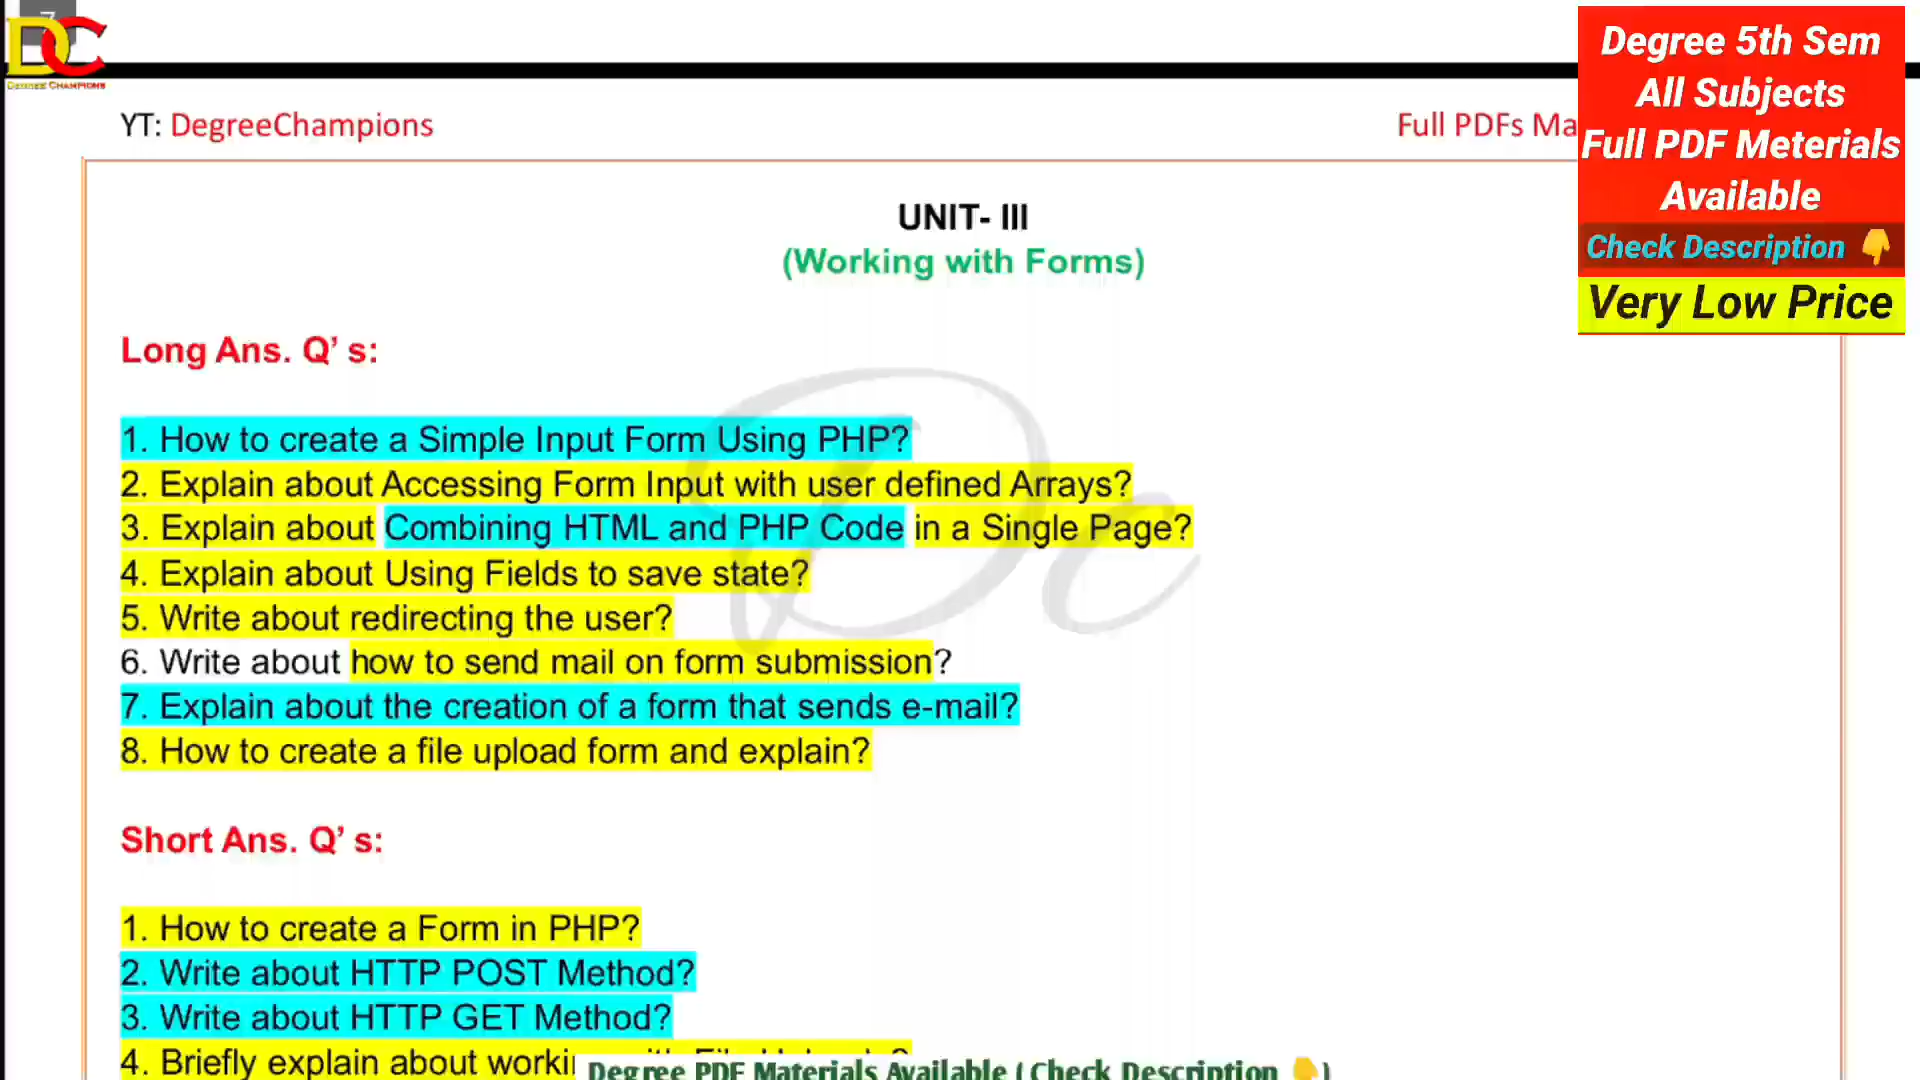 7
DC
DEGREE CHAMPIONS
YT: DegreeChampions
Full PDFs Ma
Degree 5th Sem
All Subjects
Full PDF Meterials
Available
Check Description 👇
Very Low Price
UNIT- III
(Working with Forms)
Long Ans. Q’ s:
1. How to create a Simple Input Form Using PHP?
2. Explain about Accessing Form Input with user defined Arrays?
3. Explain about Combining HTML and PHP Code in a Single Page?
4. Explain about Using Fields to save state?
5. Write about redirecting the user?
6. Write about how to send mail on form submission?
7. Explain about the creation of a form that sends e-mail?
8. How to create a file upload form and explain?
Dc
Short Ans. Q’ s:
1. How to create a Form in PHP?
2. Write about HTTP POST Method?
3. Write about HTTP GET Method?
4. Briefly explain about worki
Degree PDF Materials Available ( Check Description 👇 )